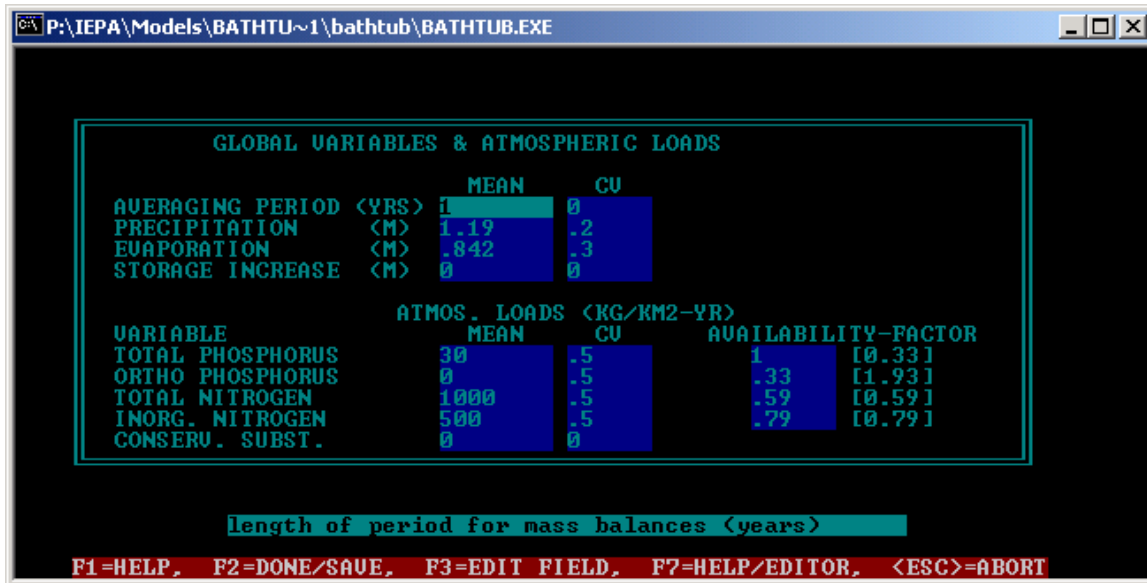 P:\IEPA\Models\BATHTU~1\bathtub\BATHTUB.EXE
GLOBAL VARIABLES & ATMOSPHERIC LOADS
MEAN CV
AVERAGING PERIOD (YRS) 1 0
PRECIPITATION (M) 1.19 .2
EVAPORATION (M) .842 .3
STORAGE INCREASE (M) 0 0
ATMOS. LOADS (KG/KM2-YR)
VARIABLE MEAN CV AVAILABILITY-FACTOR
TOTAL PHOSPHORUS 30 .5 1 [0.33]
ORTHO PHOSPHORUS 0 .5 .33 [1.93]
TOTAL NITROGEN 1000 .5 .59 [0.59]
INORG. NITROGEN 500 .5 .79 [0.79]
CONSERV. SUBST. 0 0
length of period for mass balances (years)
F1=HELP, F2=DONE/SAVE, F3=EDIT FIELD, F7=HELP/EDITOR, <ESC>=ABORT